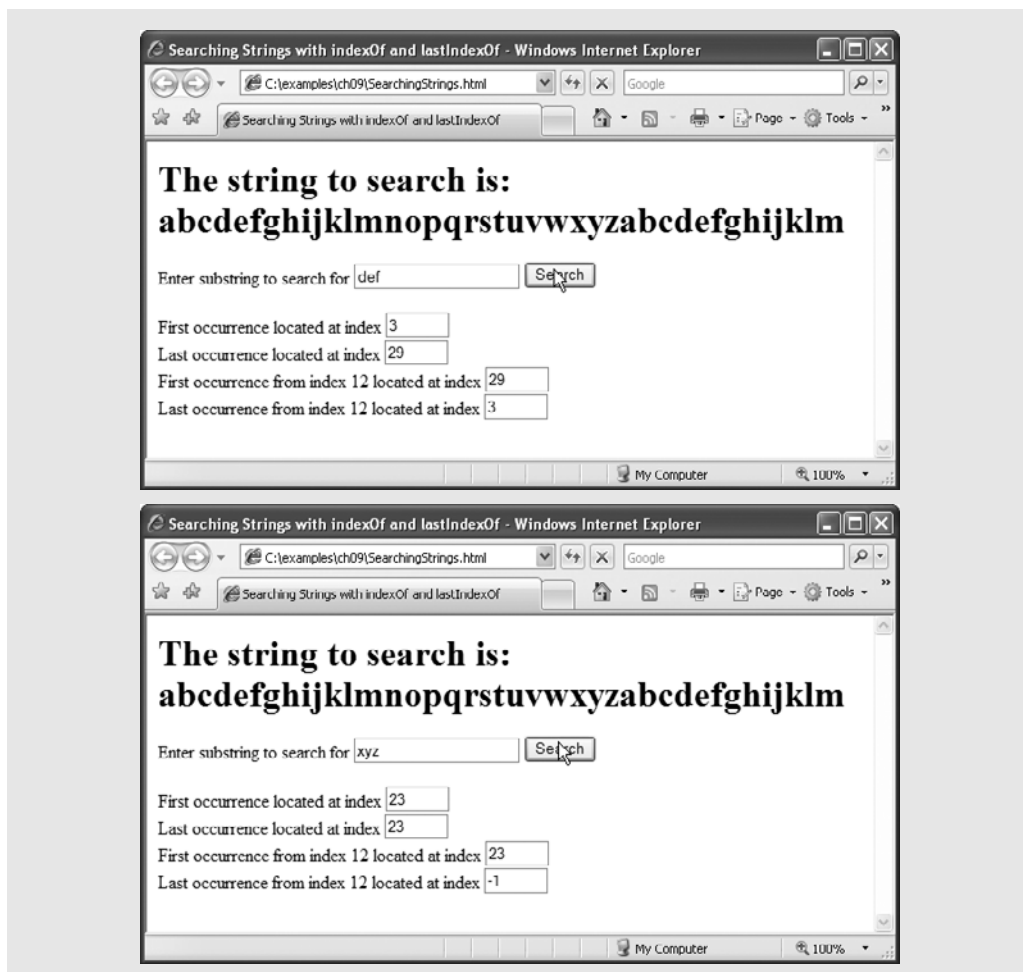 Searching Strings with indexOf and lastIndexOf - Windows Internet Explorer
C:\examples\ch09\SearchingStrings.html
Google
Searching Strings with indexOf and lastIndexOf
Page
Tools
»
The string to search is:
abcdefghijklmnopqrstuvwxyzabcdefghijklm
Enter substring to search for def Search
First occurrence located at index 3
Last occurrence located at index 29
First occurrence from index 12 located at index 29
Last occurrence from index 12 located at index 3
My Computer
100%
Searching Strings with indexOf and lastIndexOf - Windows Internet Explorer
C:\examples\ch09\SearchingStrings.html
Google
Searching Strings with indexOf and lastIndexOf
Page
Tools
»
The string to search is:
abcdefghijklmnopqrstuvwxyzabcdefghijklm
Enter substring to search for xyz Search
First occurrence located at index 23
Last occurrence located at index 23
First occurrence from index 12 located at index 23
Last occurrence from index 12 located at index -1
My Computer
100%